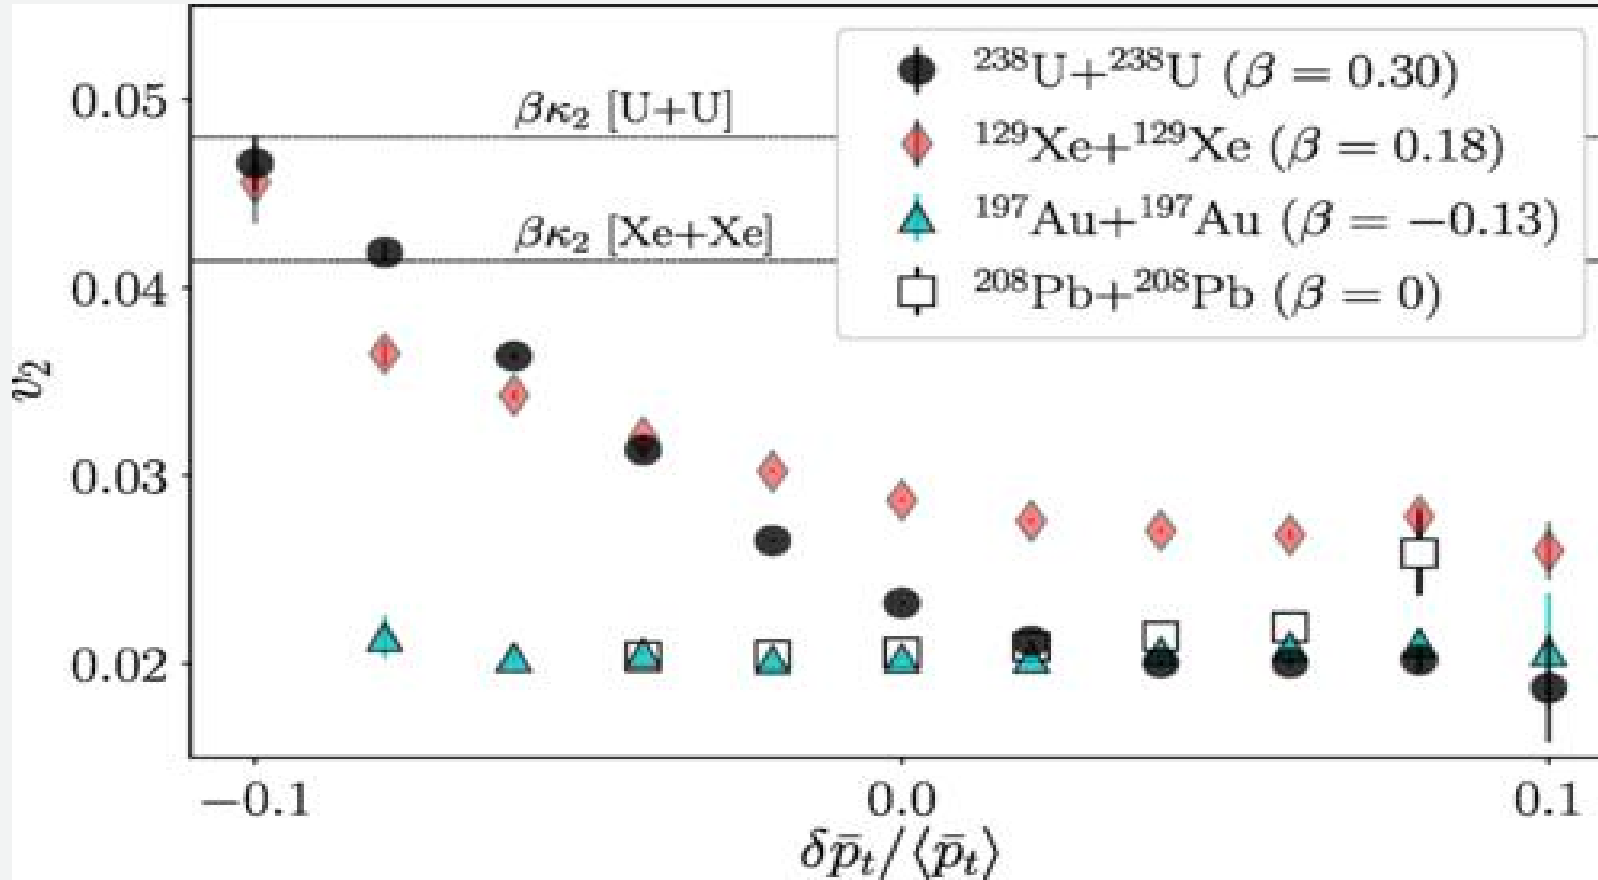 0.05
0.04
0.03
0.02
v₂
βκ₂ [U+U]
βκ₂ [Xe+Xe]
²³⁸U+²³⁸U (β = 0.30)
¹²⁹Xe+¹²⁹Xe (β = 0.18)
¹⁹⁷Au+¹⁹⁷Au (β = −0.13)
²⁰⁸Pb+²⁰⁸Pb (β = 0)
−0.1 0.0 0.1
δp̄ₜ/⟨p̄ₜ⟩